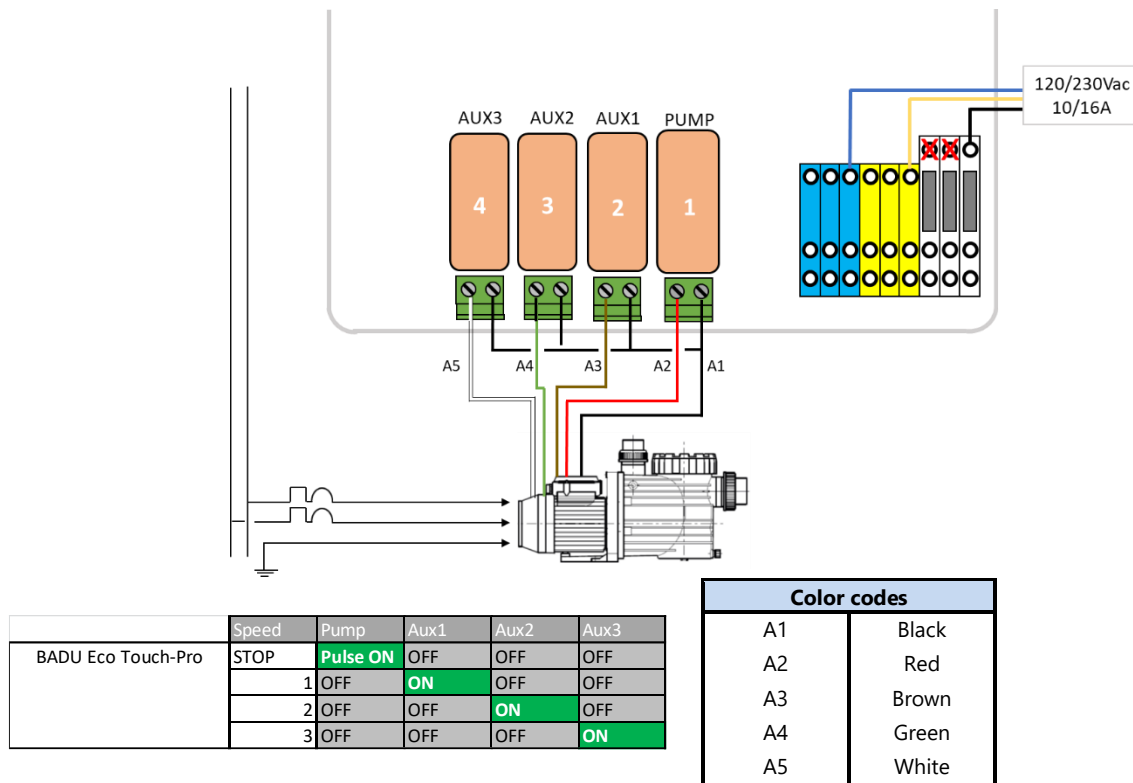 120/230Vac
10/16A
AUX3 AUX2 AUX1 PUMP
4 3 2 1
A5 A4 A3 A2 A1
Speed Pump Aux1 Aux2 Aux3
BADU Eco Touch-Pro STOP Pulse ON OFF OFF OFF
1 OFF ON OFF OFF
2 OFF OFF ON OFF
3 OFF OFF OFF ON
Color codes
A1 Black
A2 Red
A3 Brown
A4 Green
A5 White